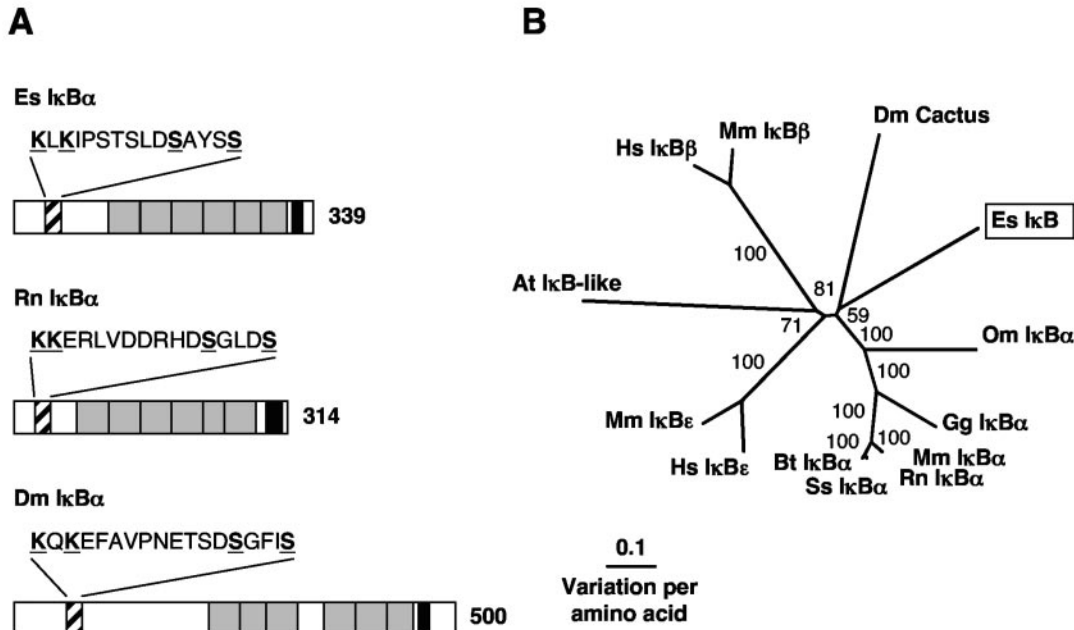 A
Es IκBα
KLKIPSTSLDSAYSS
339
Rn IκBα
KKERLVDDRHDSGLDS
314
Dm IκBα
KQKEFAVPNETSDSGFIS
500
B
Dm Cactus
Mm IκBβ
Hs IκBβ
Es IκB
100
At IκB-like
81
71
59
100
Om IκBα
100
100
100
Gg IκBα
Mm IκBε
100
100
Mm IκBα
Bt IκBα
Rn IκBα
Hs IκBε
Ss IκBα
0.1
Variation per
amino acid